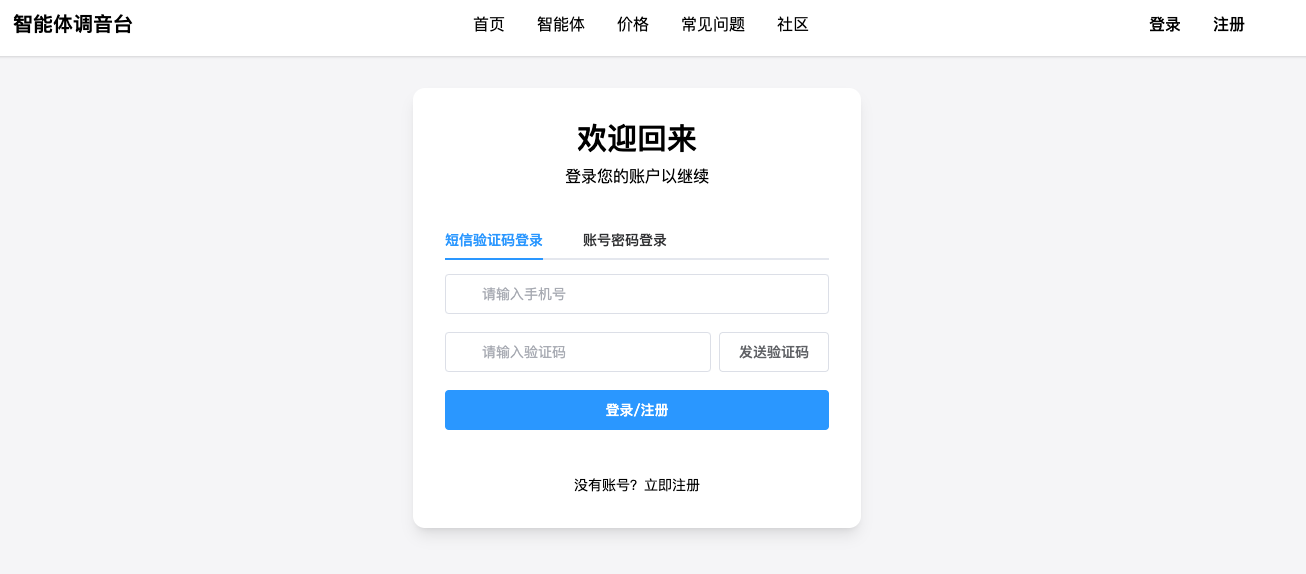 智能体调音台 首页 智能体 价格 常见问题 社区 登录 注册
欢迎回来
登录您的账户以继续
短信验证码登录 账号密码登录
请输入手机号
请输入验证码 发送验证码
登录/注册
没有账号? 立即注册